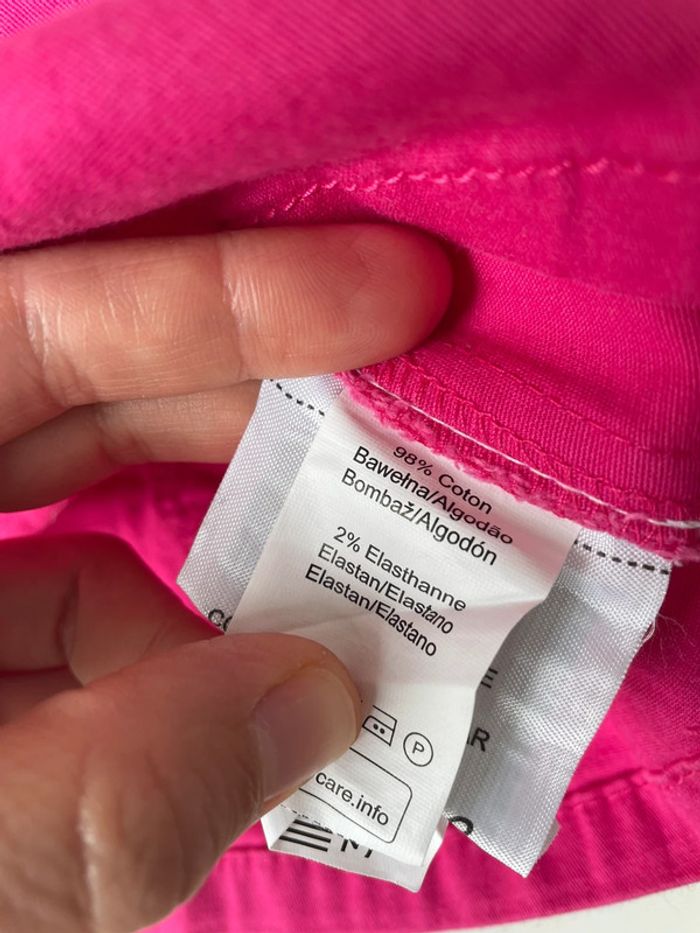 98% Coton
Bawełna/Algodão
Bombaž/Algodón
2% Elasthanne
Elastan/Elastano
Elastan/Elastano
P
care.info